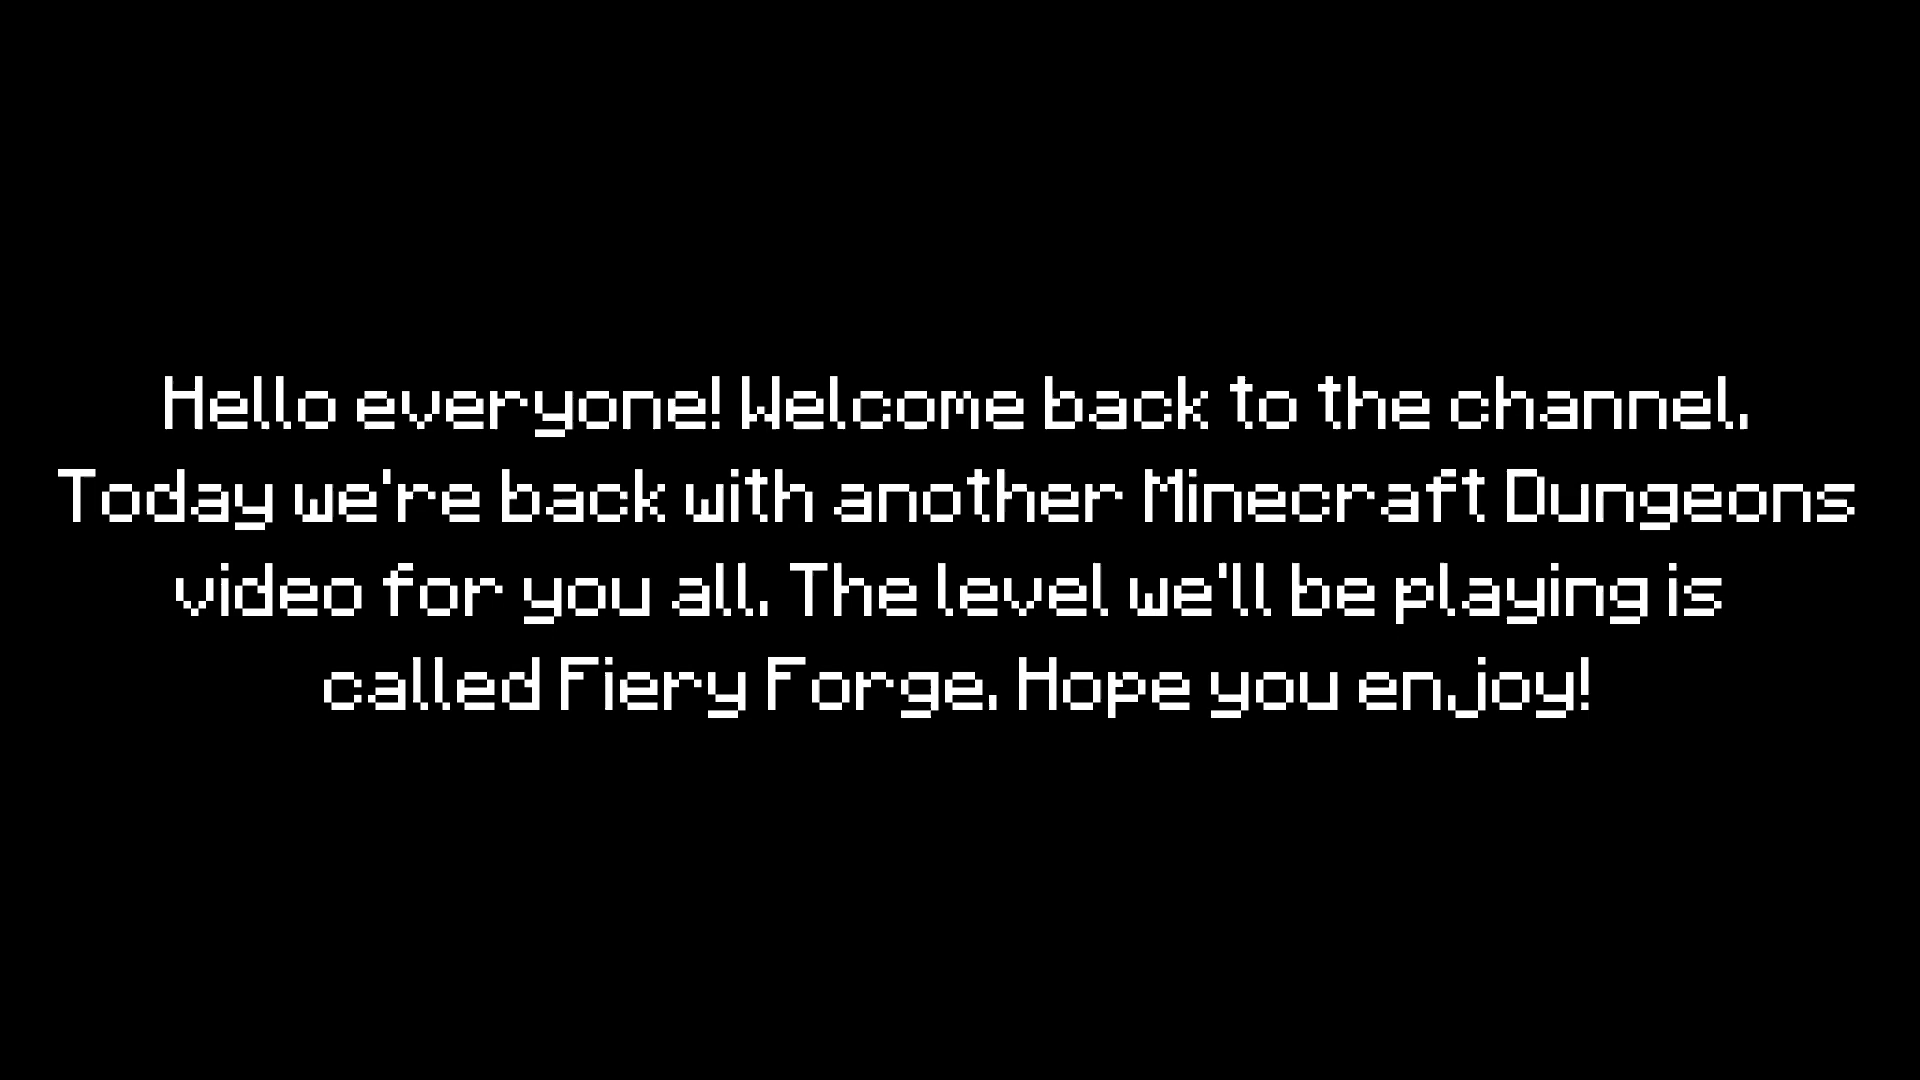 Hello everyone! Welcome back to the channel.
Today we're back with another Minecraft Dungeons
video for you all. The level we'll be playing is
called Fiery Forge. Hope you enjoy!